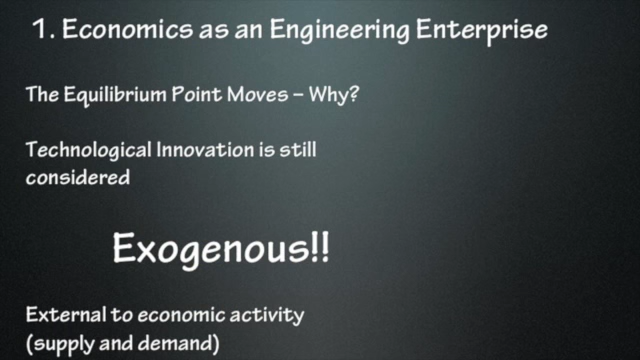 1. Economics as an Engineering Enterprise
The Equilibrium Point Moves – Why?
Technological Innovation is still
considered
Exogenous!!
External to economic activity
(supply and demand)